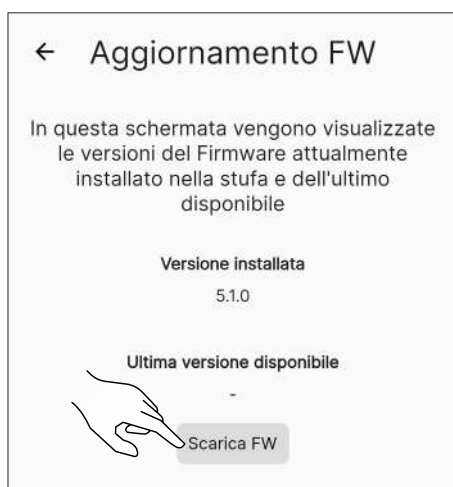 ← Aggiornamento FW
In questa schermata vengono visualizzate
le versioni del Firmware attualmente
installato nella stufa e dell'ultimo
disponibile
Versione installata
5.1.0
Ultima versione disponibile
-
Scarica FW